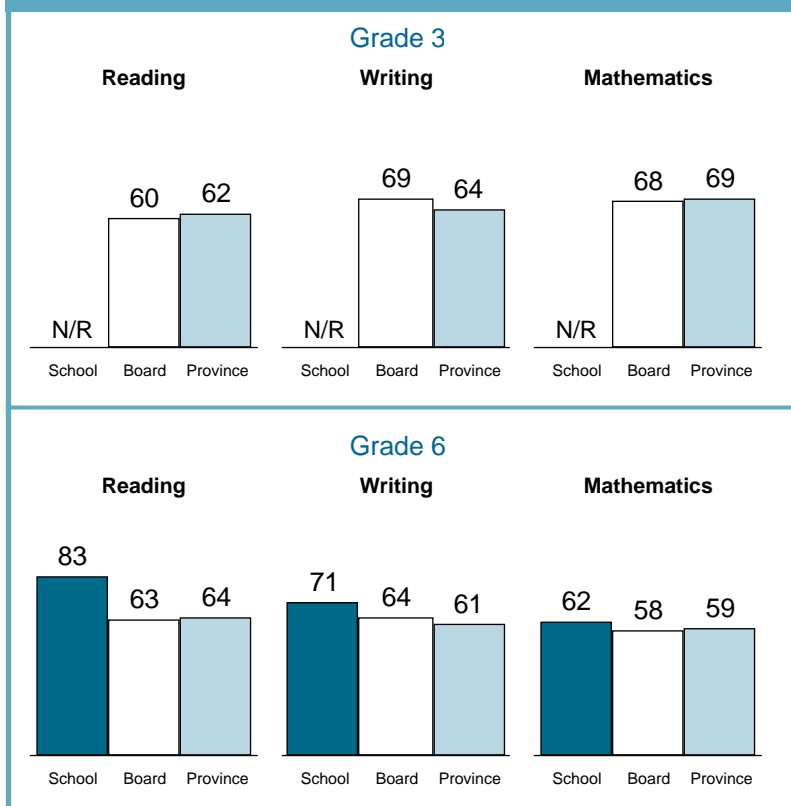 Grade 3
Reading Writing Mathematics
60 62 69 64 68 69
N/R N/R N/R
School Board Province School Board Province School Board Province
Grade 6
Reading Writing Mathematics
83 63 64 71 64 61 62 58 59
School Board Province School Board Province School Board Province